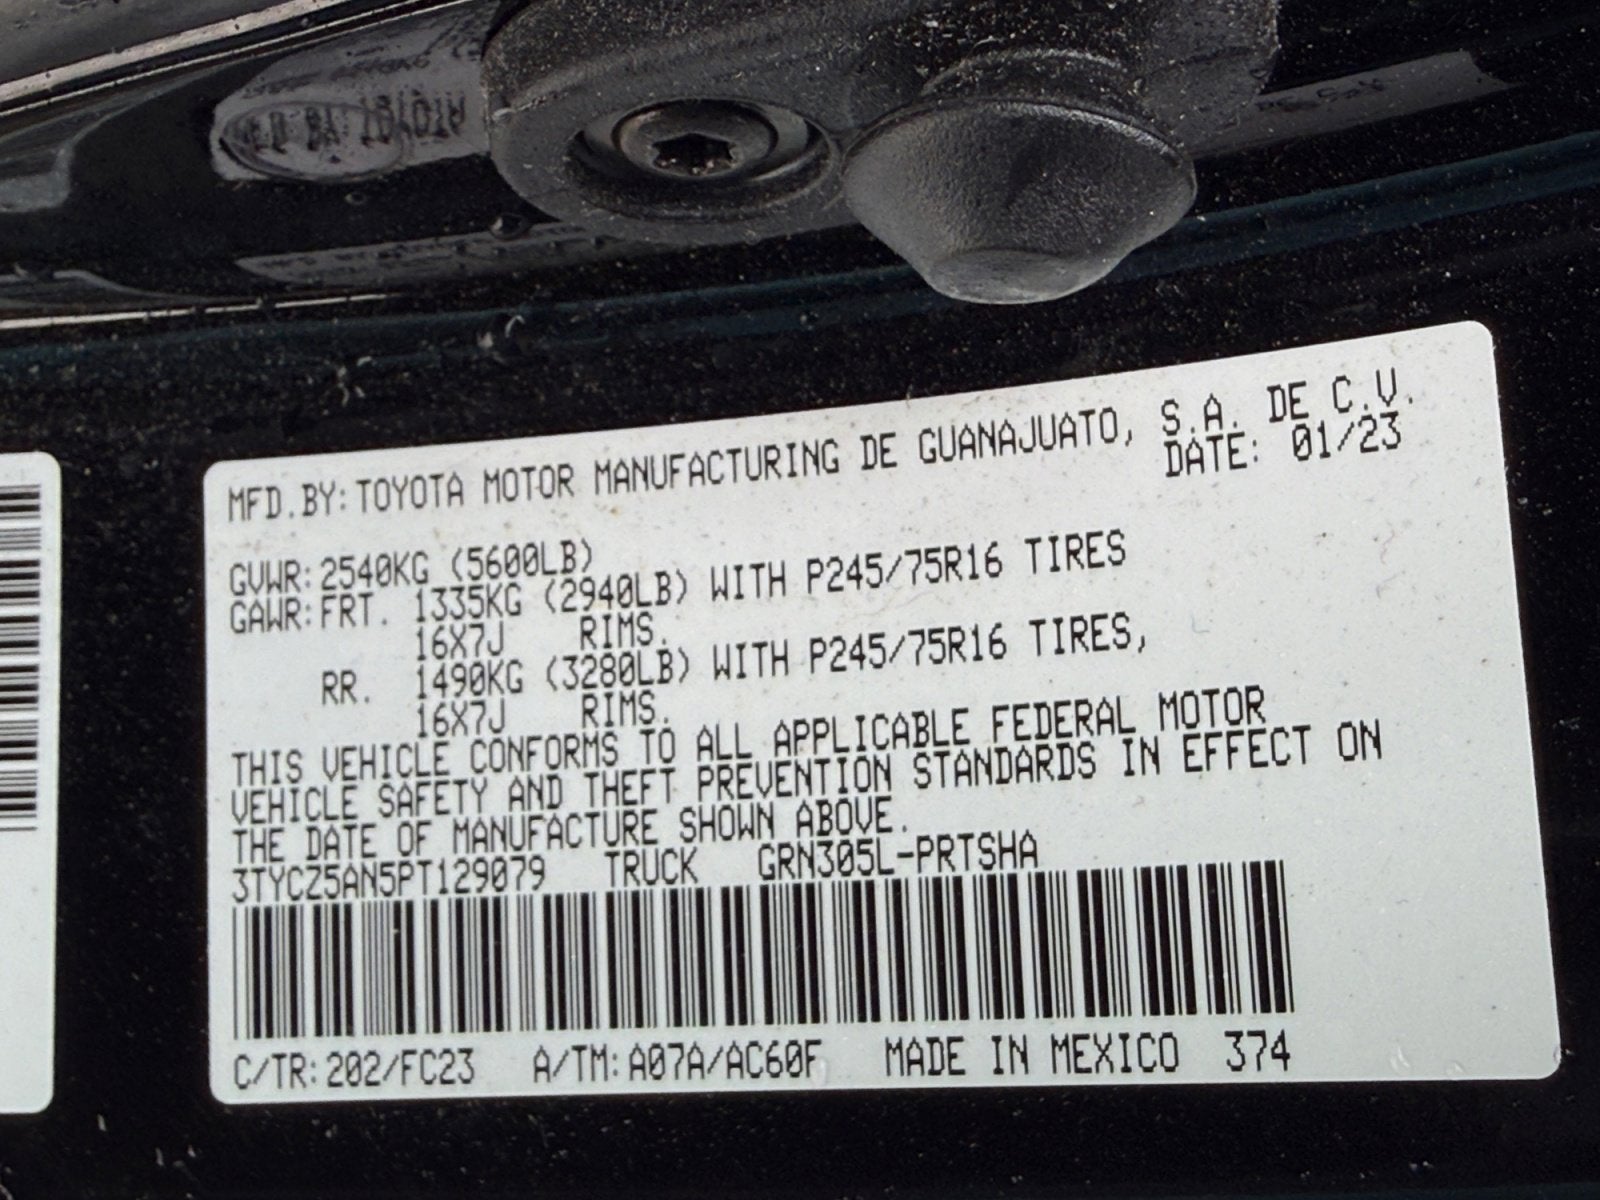 MFD.BY:TOYOTA MOTOR MANUFACTURING DE GUANAJUATO, S.A. DE C.V.
DATE: 01/23
GVWR:2540KG (5600LB)
GAWR:FRT. 1335KG (2940LB) WITH P245/75R16 TIRES
16X7J RIMS.
RR. 1490KG (3280LB) WITH P245/75R16 TIRES,
16X7J RIMS.
THIS VEHICLE CONFORMS TO ALL APPLICABLE FEDERAL MOTOR
VEHICLE SAFETY AND THEFT PREVENTION STANDARDS IN EFFECT ON
THE DATE OF MANUFACTURE SHOWN ABOVE.
3TYCZ5AN5PT129079 TRUCK GRN305L-PRTSHA
C/TR:202/FC23 A/TM:A07A/AC60F MADE IN MEXICO 374